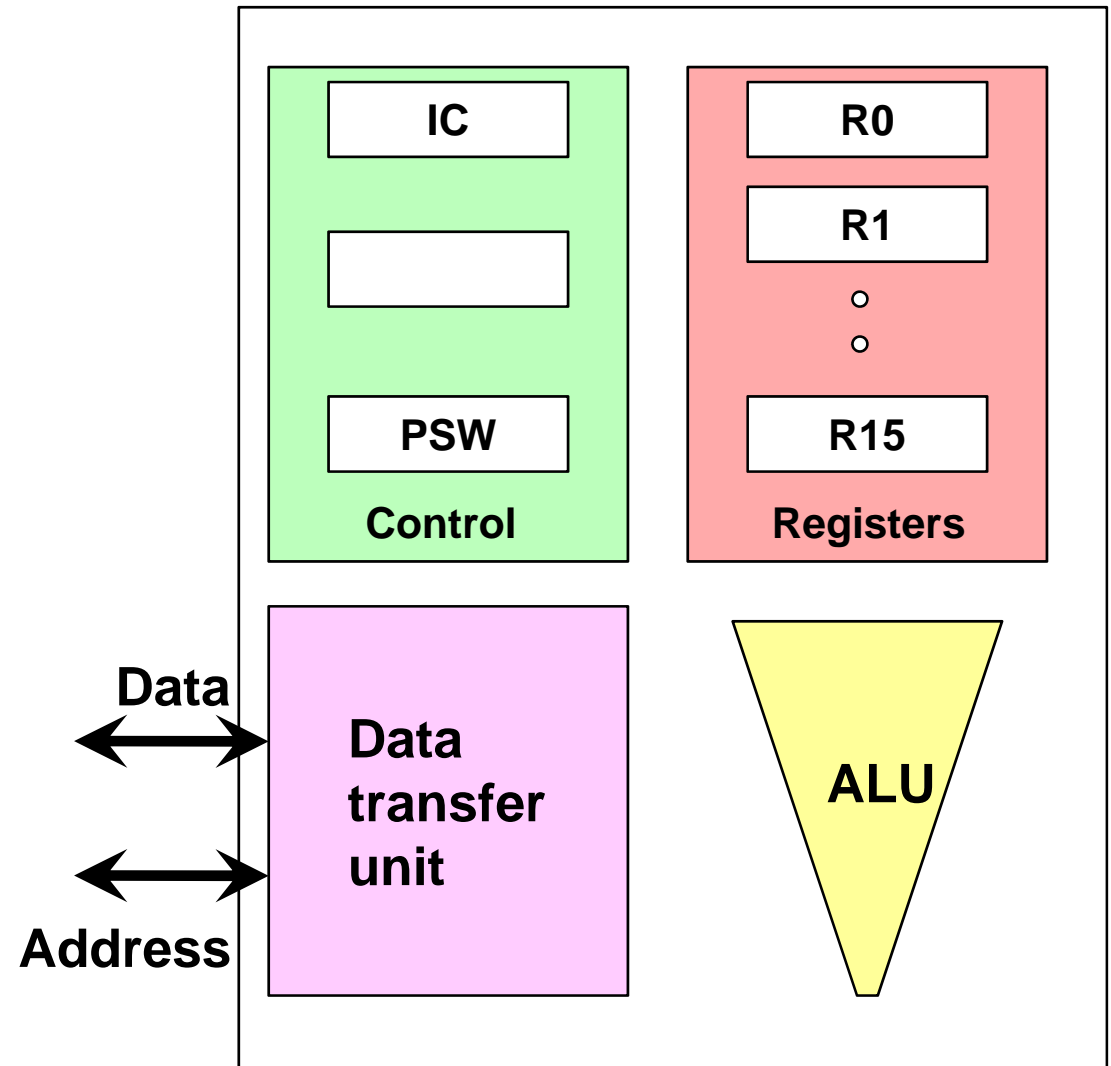 IC
PSW
Control
R0
R1
R15
Registers
Data
Address
Data
transfer
unit
ALU